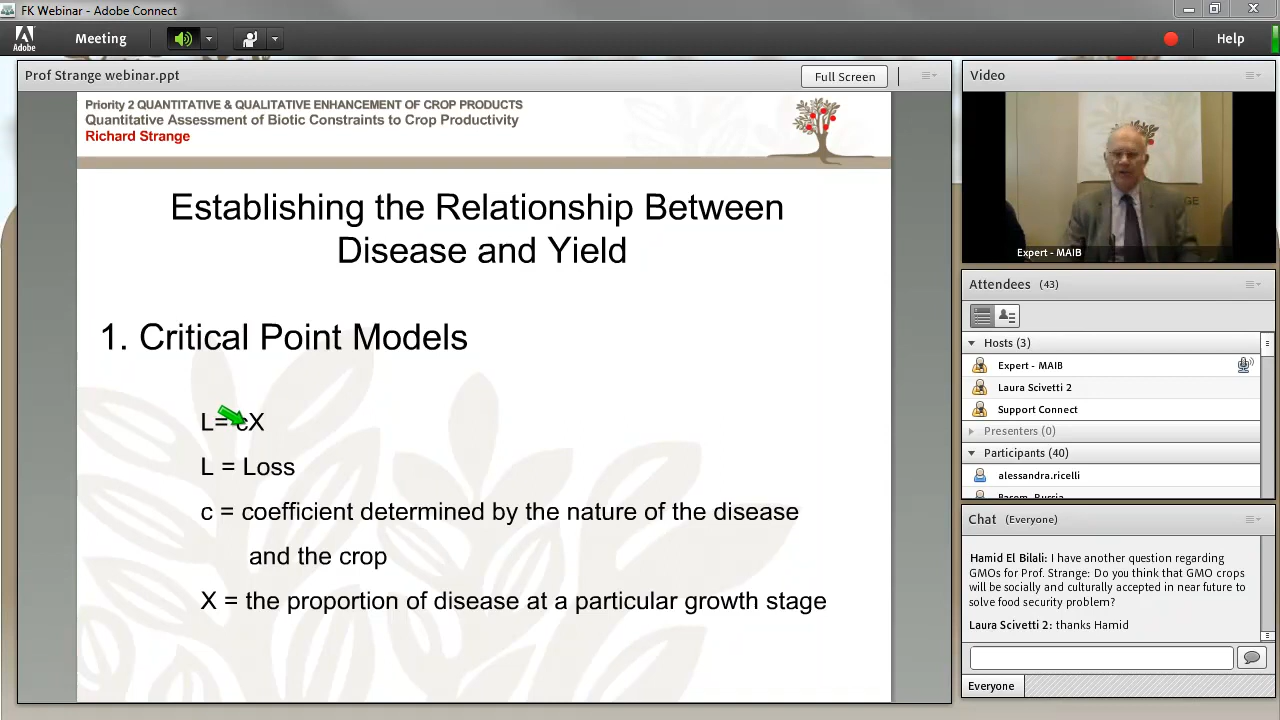 FK Webinar - Adobe Connect
Adobe
Meeting
Help
Prof Strange webinar.ppt
Full Screen
Priority 2 QUANTITATIVE & QUALITATIVE ENHANCEMENT OF CROP PRODUCTS
Quantitative Assessment of Biotic Constraints to Crop Productivity
Richard Strange
Establishing the Relationship Between
Disease and Yield
1. Critical Point Models
L= cX
L = Loss
c = coefficient determined by the nature of the disease
and the crop
X = the proportion of disease at a particular growth stage
Video
Expert - MAIB
Attendees (43)
Hosts (3)
Expert - MAIB
Laura Scivetti 2
Support Connect
Presenters (0)
Participants (40)
alessandra.ricelli
Chat (Everyone)
Hamid El Bilali: I have another question regarding
GMOs for Prof. Strange: Do you think that GMO crops
will be socially and culturally accepted in near future to
solve food security problem?
Laura Scivetti 2: thanks Hamid
Everyone